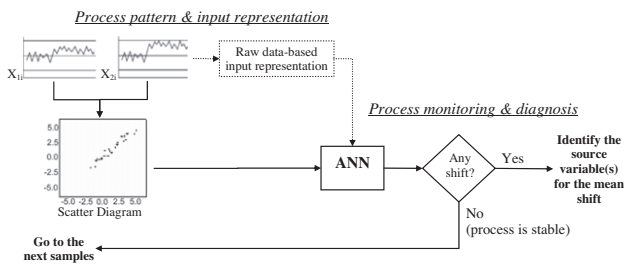 Process pattern & input representation
X1i
X2i
Raw data-based
input representation
Process monitoring & diagnosis
5.0
2.5
0.0
-2.5
-5.0
-5.0 -2.5 0.0 2.5 5.0
Scatter Diagram
ANN
Any
shift?
Yes
Identify the
source
variable(s)
for the mean
shift
No
(process is stable)
Go to the
next samples